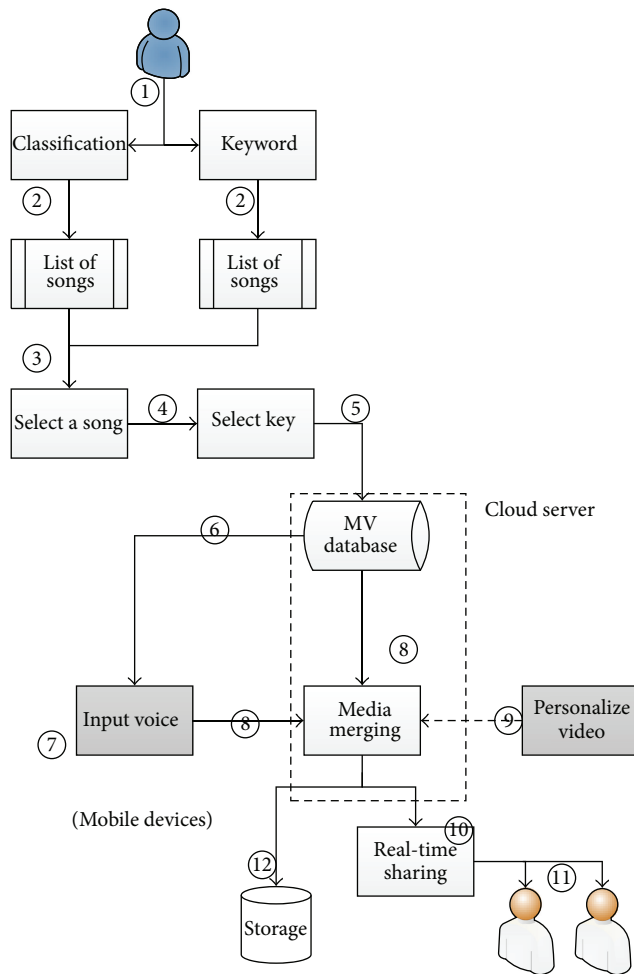 ①
Classification
Keyword
②
②
List of
songs
List of
songs
③
Select a song
④
Select key
⑤
Cloud server
MV
database
⑥
⑧
Input voice
⑦
⑧
Media
merging
⑨
Personalize
video
(Mobile devices)
⑩
Real-time
sharing
⑪
⑫
Storage